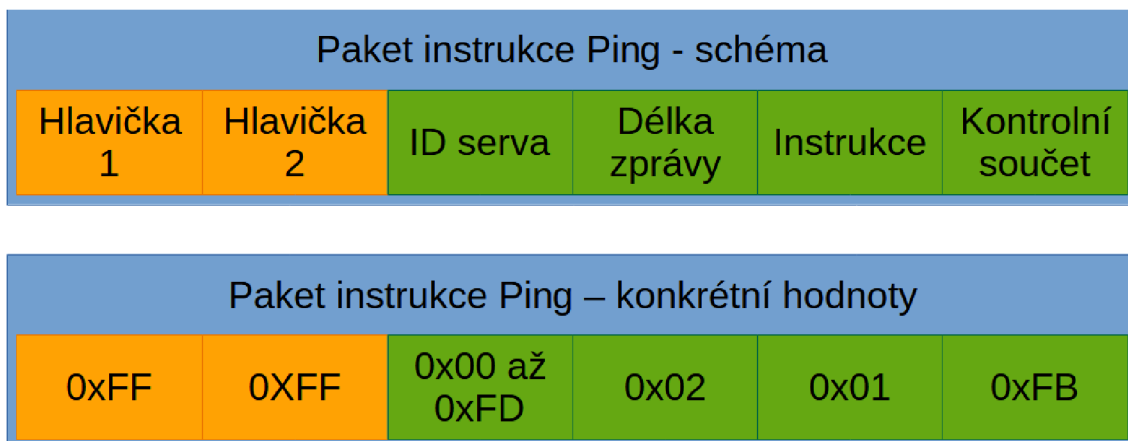 Paket instrukce Ping - schéma
Hlavička
1
Hlavička
2
ID serva
Délka
zprávy
Instrukce
Kontrolní
součet
Paket instrukce Ping – konkrétní hodnoty
0xFF
0XFF
0x00 až
0xFD
0x02
0x01
0xFB